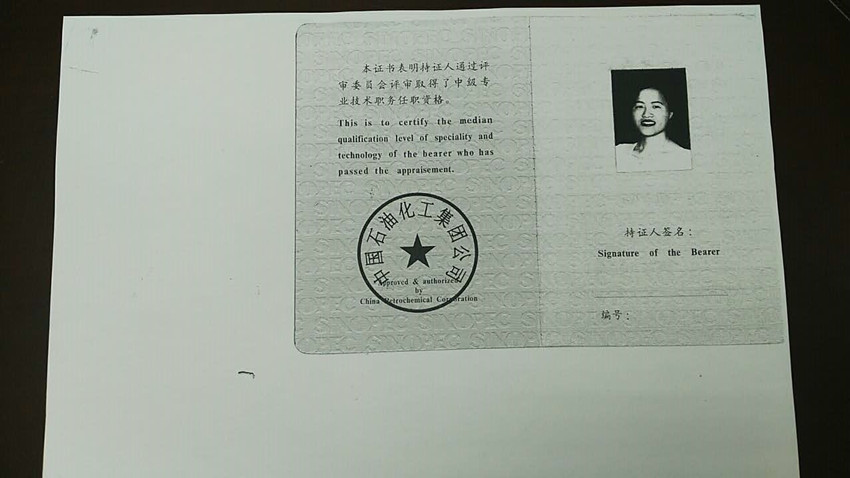 本证书表明持证人通过评
审委员会评审取得了中级专
业技术职务任职资格。
This is to certify the median
qualification level of speciality and
technology of the bearer who has
passed the appraisement.
中国石油化工集团公司
Approved & authorized
by
China Petrochemical Corporation
持证人签名：
Signature of the Bearer
编号：
SINOPEC SINOPEC